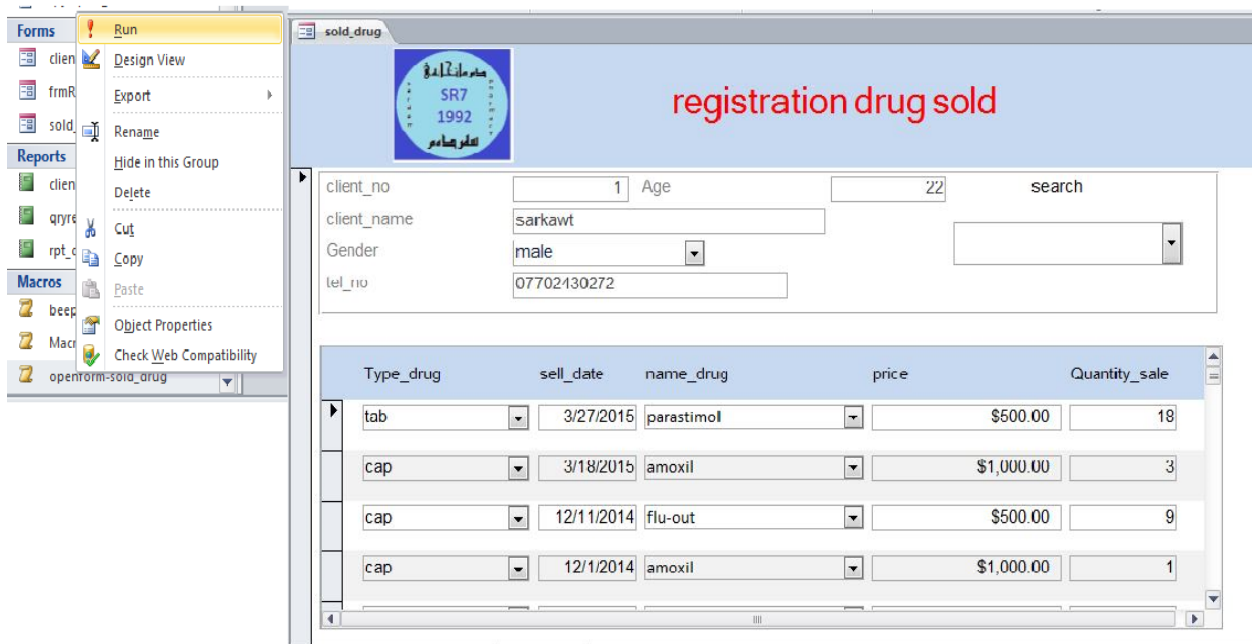 Forms
clien
frmR
sold_
Reports
clien
qryre
rpt_c
Macros
beep
Macr
openform-sold_drug
Run
Design View
Export
Rename
Hide in this Group
Delete
Cut
Copy
Paste
Object Properties
Check Web Compatibility
sold_drug
SR7
1992
registration drug sold
client_no 1 Age 22 search
client_name sarkawt
Gender male
tel_no 07702430272
Type_drug sell_date name_drug price Quantity_sale
tab 3/27/2015 parastimol $500.00 18
cap 3/18/2015 amoxil $1,000.00 3
cap 12/11/2014 flu-out $500.00 9
cap 12/1/2014 amoxil $1,000.00 1